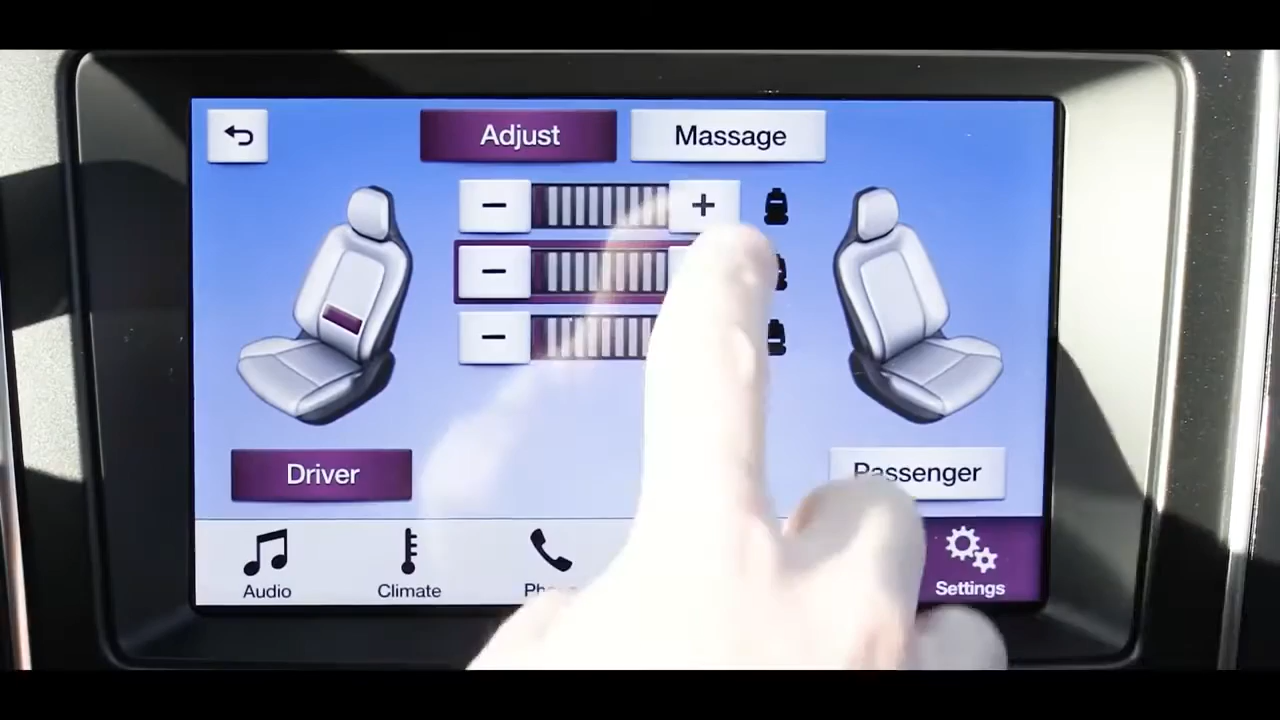 Adjust
Massage
− +
−
−
Driver
Passenger
Audio
Climate
Settings